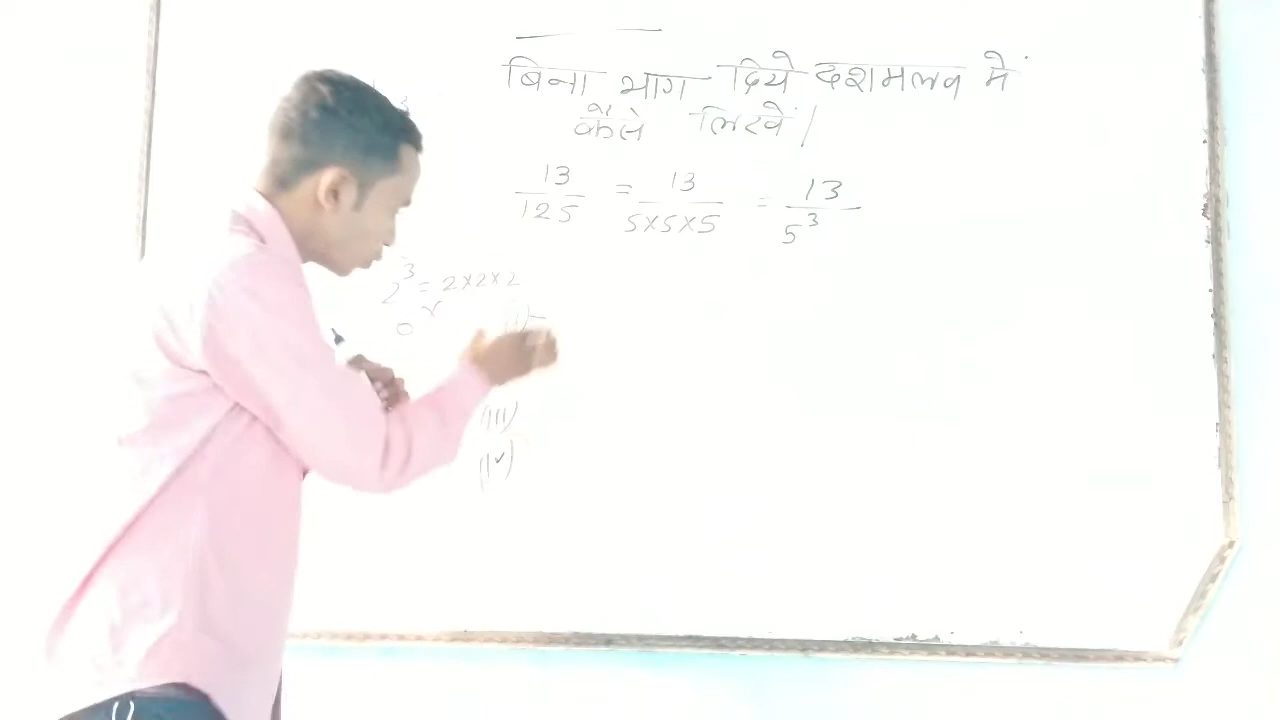 बिना भाग दिये दशमलव में
कैसे लिखें।
13/125 = 13/5×5×5 = 13/5³
2³ = 2×2×2
(III)
(IV)